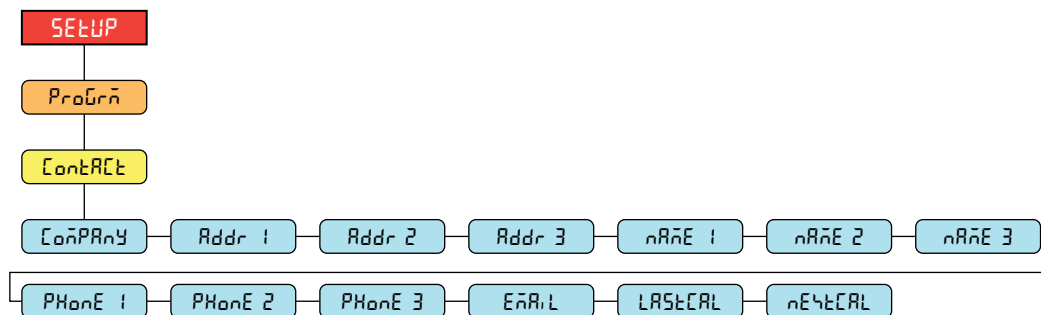 SEtUP
ProGrm
ContACt
ComPAny Addr 1 Addr 2 Addr 3 nAmE 1 nAmE 2 nAmE 3
PHonE 1 PHonE 2 PHonE 3 EmAiL LAStCAL nEXtCAL